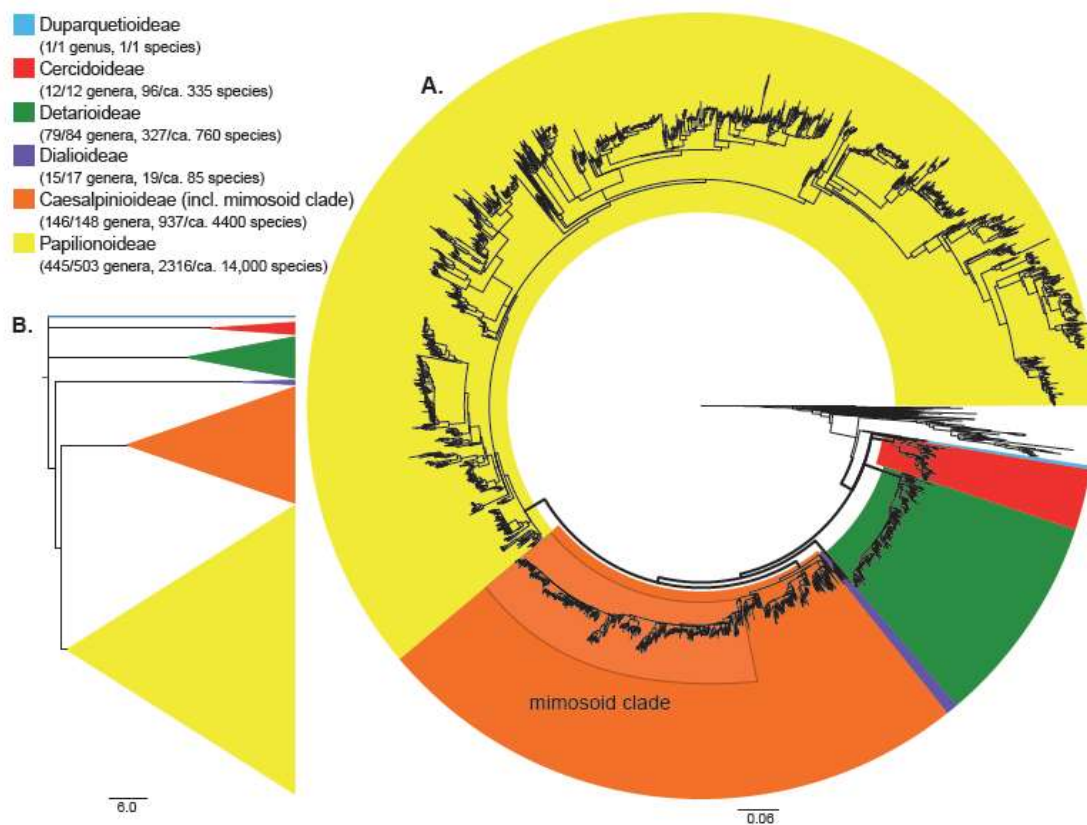 Duparquetioideae
(1/1 genus, 1/1 species)
Cercidoideae
(12/12 genera, 96/ca. 335 species)
Detarioideae
(79/84 genera, 327/ca. 760 species)
Dialioideae
(15/17 genera, 19/ca. 85 species)
Caesalpinioideae (incl. mimosoid clade)
(146/148 genera, 937/ca. 4400 species)
Papilionoideae
(445/503 genera, 2316/ca. 14,000 species)
A.
B.
mimosoid clade
6.0
0.06